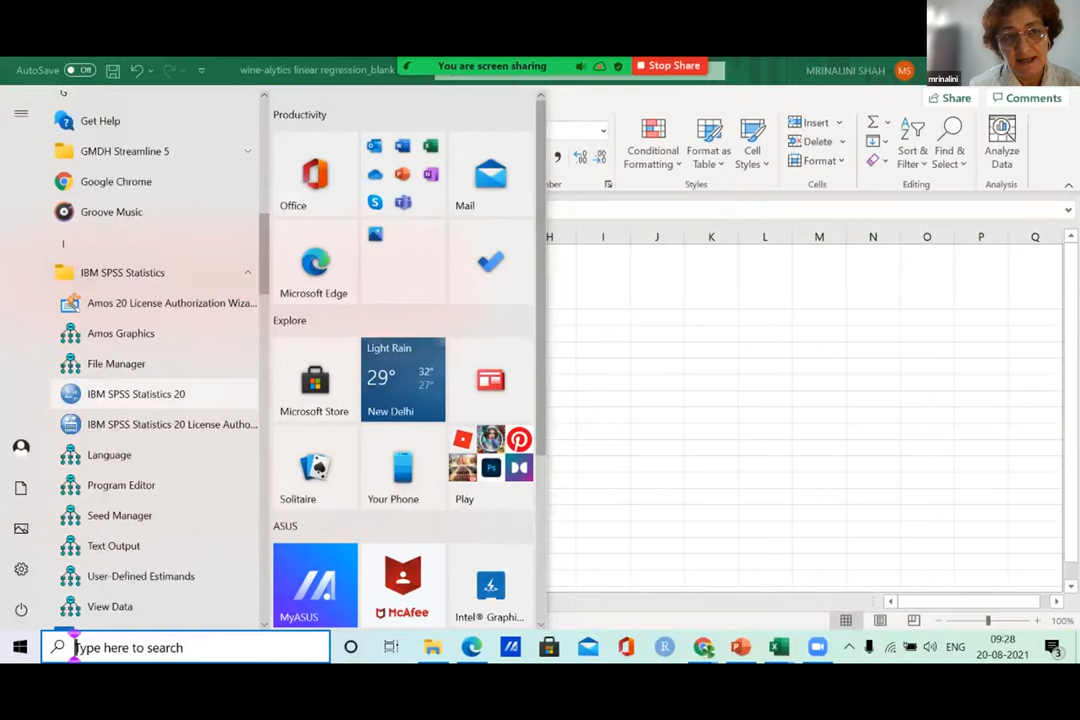 AutoSave Off
wine-alytics linear regression_blank
You are screen sharing
Stop Share
MRINALINI SHAH MS
mrinalini
Share
Comments
G
Get Help
GMDH Streamline 5
Google Chrome
Groove Music
I
IBM SPSS Statistics
Amos 20 License Authorization Wiza...
Amos Graphics
File Manager
IBM SPSS Statistics 20
IBM SPSS Statistics 20 License Autho...
Language
Program Editor
Seed Manager
Text Output
User-Defined Estimands
View Data
Productivity
Office
Mail
Microsoft Edge
Explore
Microsoft Store
Light Rain
29° 32°
27°
New Delhi
Solitaire
Your Phone
Play
Ps
ASUS
MyASUS
McAfee
Intel® Graphi...
Conditional
Formatting
Format as
Table
Cell
Styles
Insert
Delete
Format
Sort &
Filter
Find &
Select
Analyze
Data
mber
Styles
Cells
Editing
Analysis
H I J K L M N O P Q
100%
Type here to search
R
ENG
09:28
20-08-2021
3